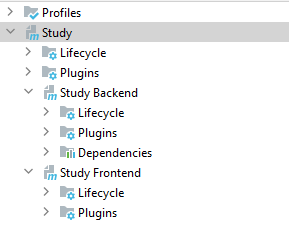 Profiles
Study
Lifecycle
Plugins
Study Backend
Lifecycle
Plugins
Dependencies
Study Frontend
Lifecycle
Plugins